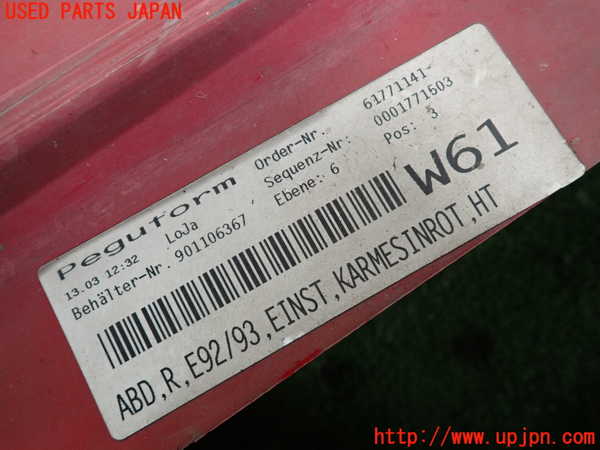 USED PARTS JAPAN
Peguform
Order-Nr. 61771141-
13.03 12:32 LoJa Sequenz-Nr: 0001771503
Behälter-Nr. 901106367 Ebene: 6 Pos: 3
W61
ABD,R,E92/93,EINST,KARMESINROT,HT
http://www.upjpn.com/